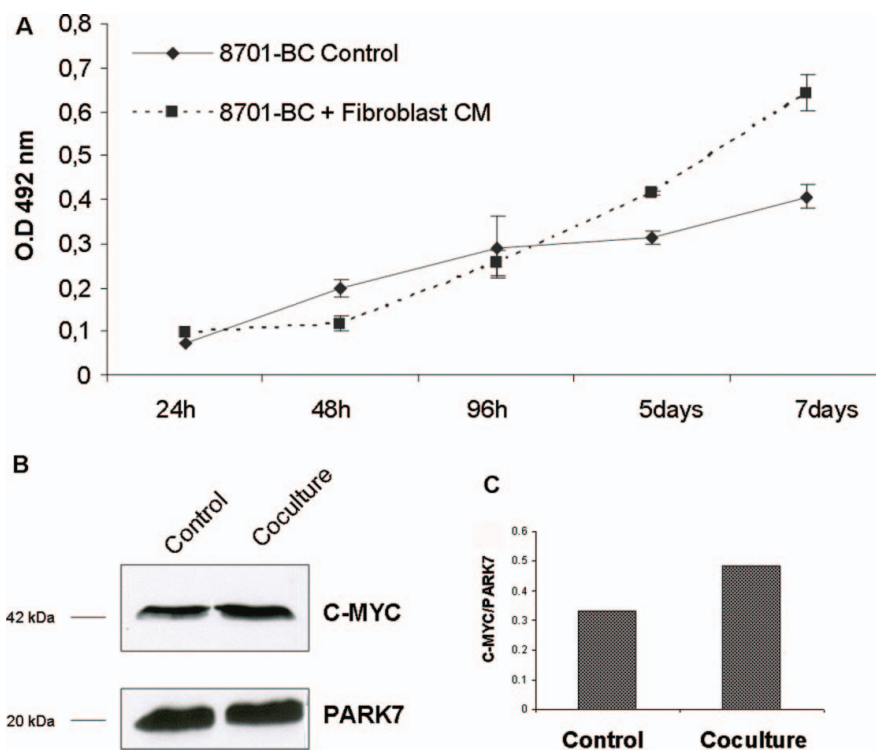 A
0,8
0,7
0,6
0,5
0,4
0,3
0,2
0,1
0
O.D 492 nm
8701-BC Control
8701-BC + Fibroblast CM
24h 48h 96h 5days 7days
B
Control Coculture
42 kDa
C-MYC
20 kDa
PARK7
C
0.6
0.5
0.4
0.3
0.2
0.1
0
C-MYC/PARK7
Control Coculture